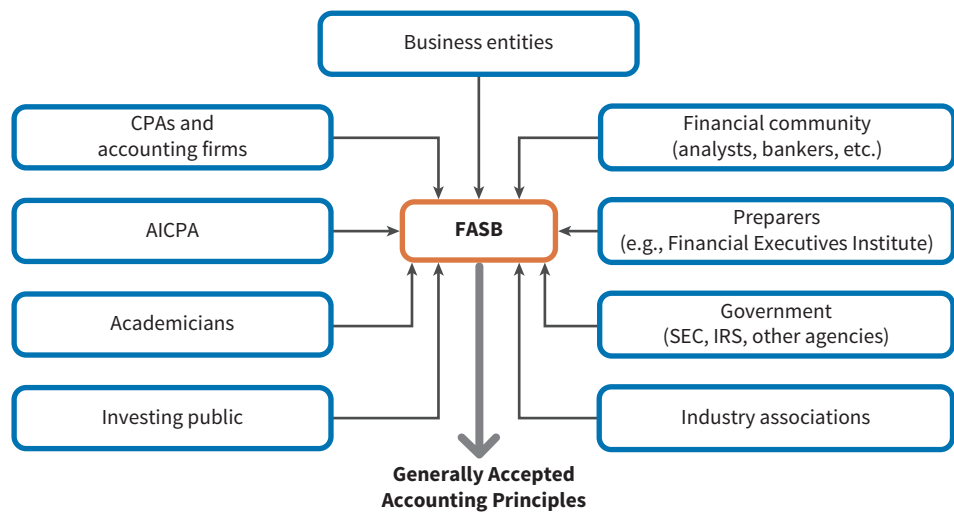 Business entities
CPAs and
accounting firms
Financial community
(analysts, bankers, etc.)
AICPA
FASB
Preparers
(e.g., Financial Executives Institute)
Academicians
Government
(SEC, IRS, other agencies)
Investing public
Industry associations
Generally Accepted
Accounting Principles